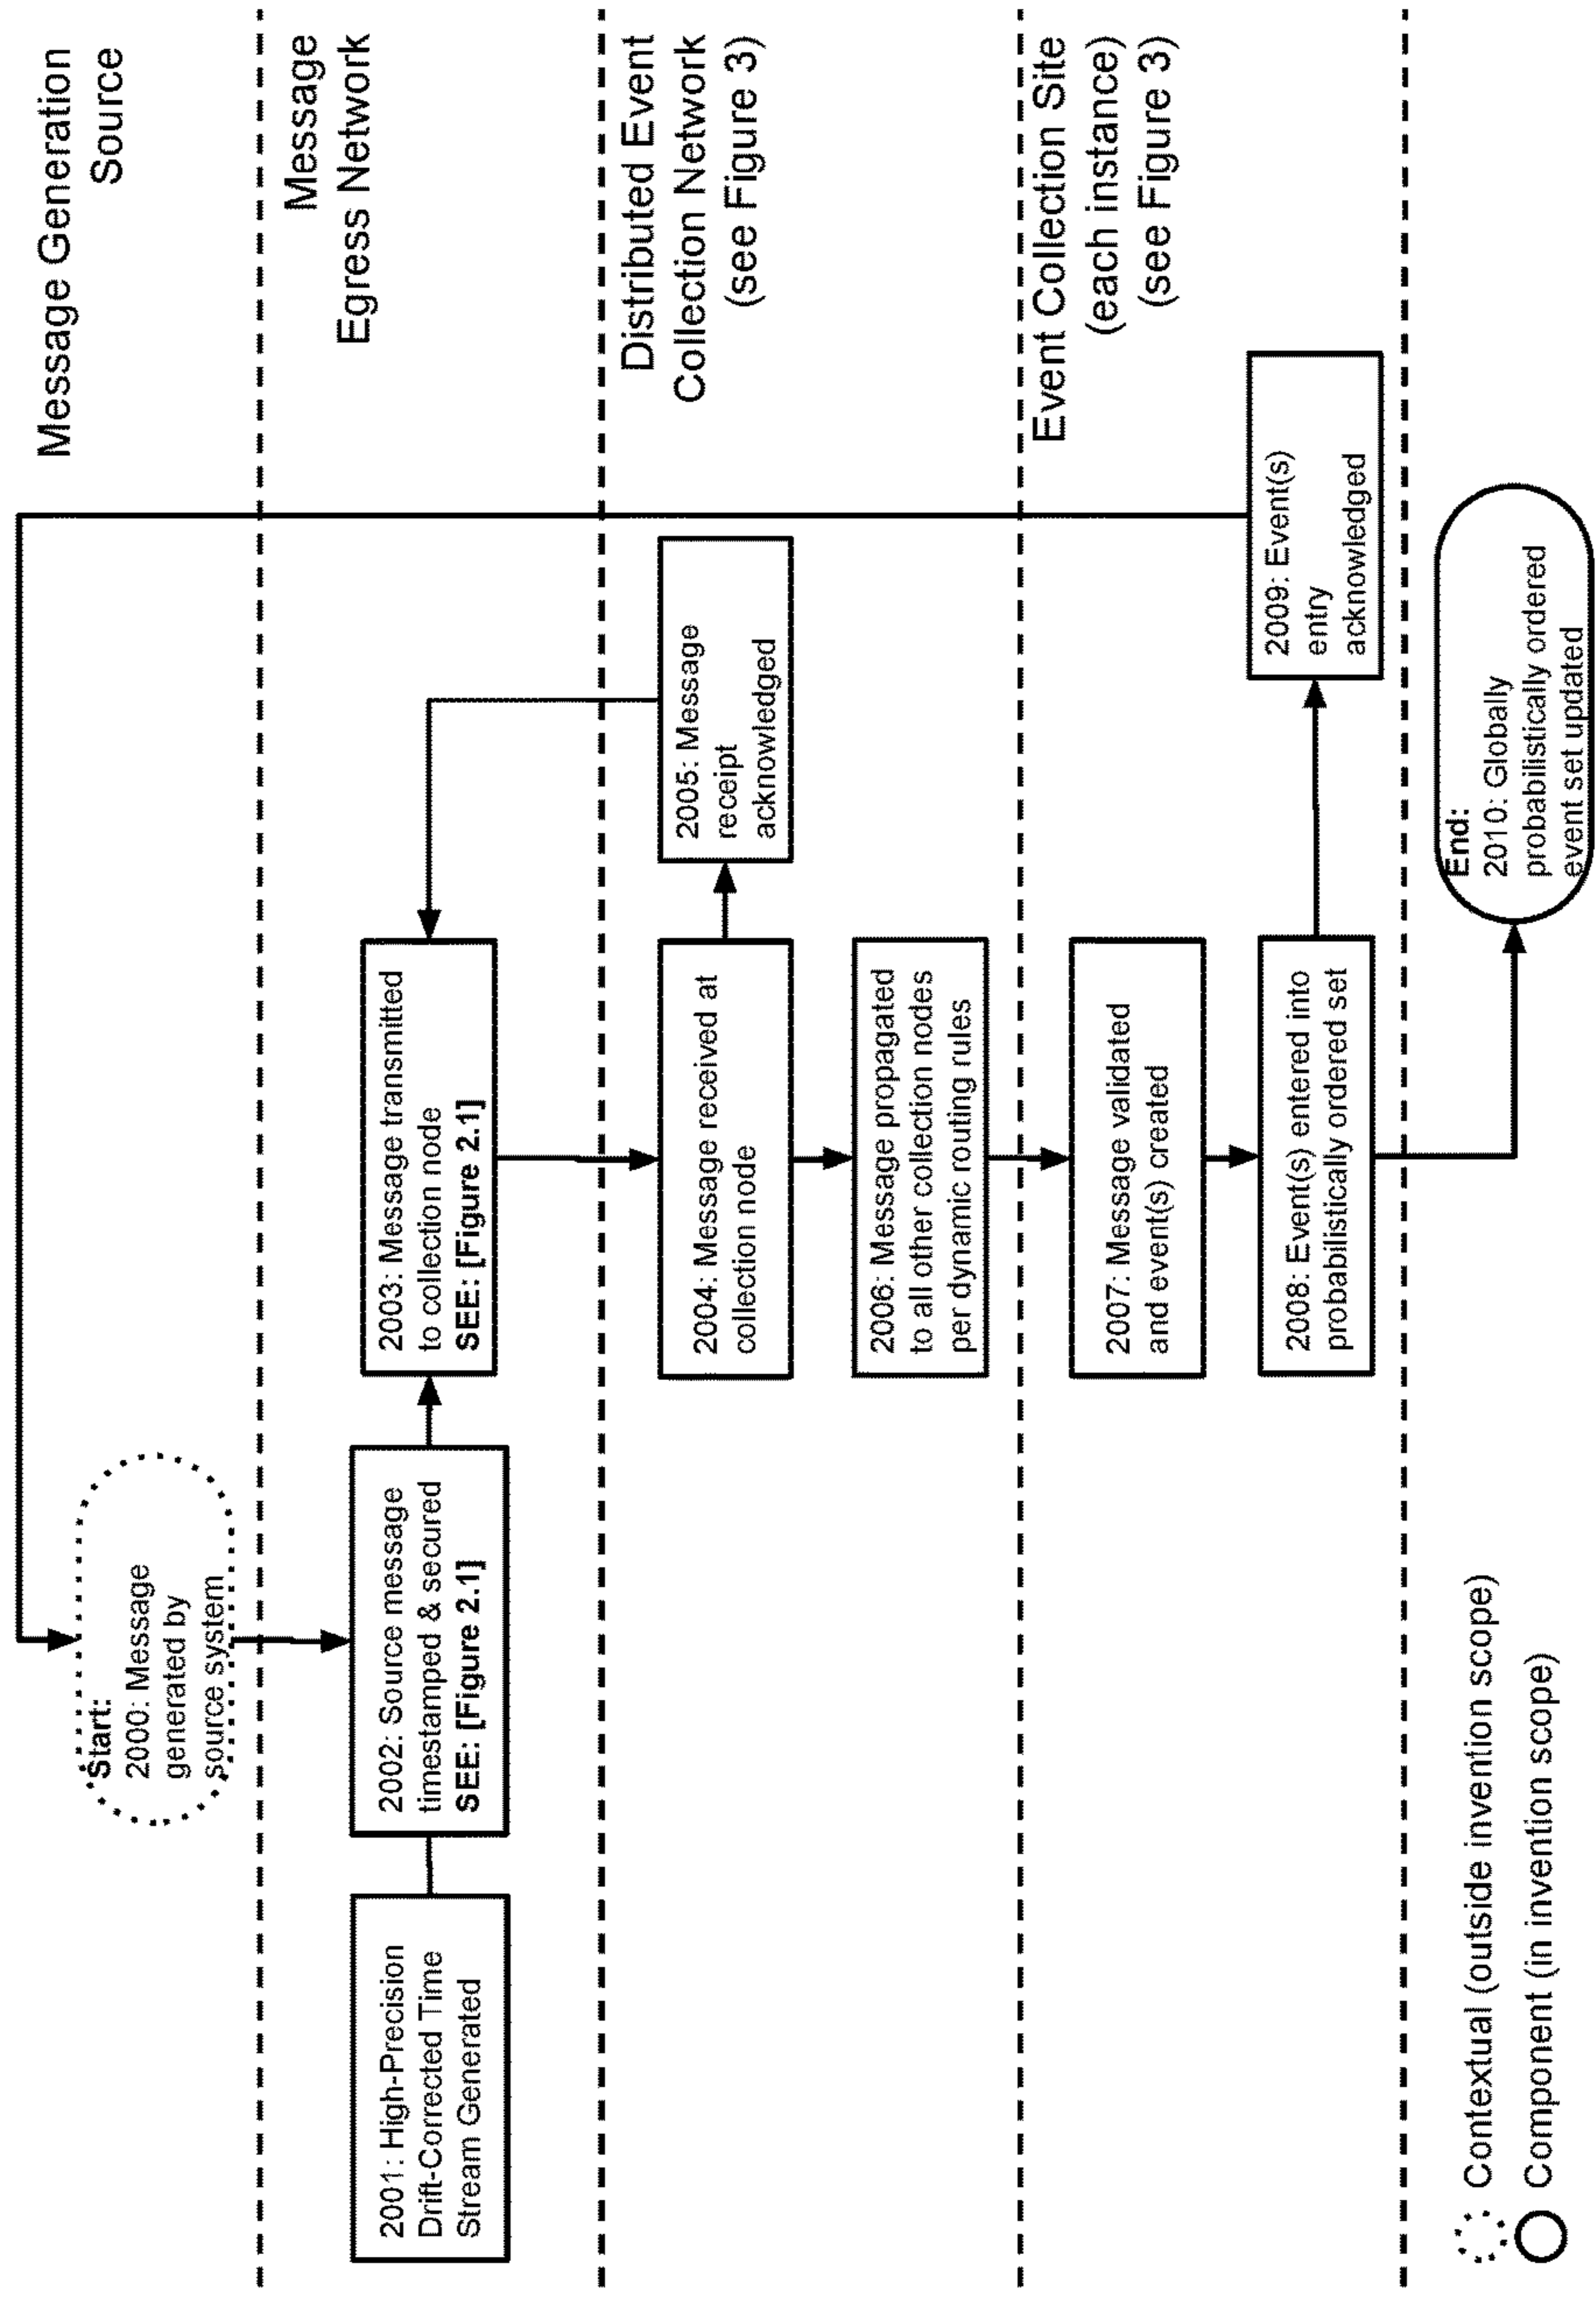 Message Generation
Source
Start:
2000: Message
generated by
source system
Message
Egress Network
2001: High-Precision
Drift-Corrected Time
Stream Generated
2002: Source message
timestamped & secured
SEE: [Figure 2.1]
2003: Message transmitted
to collection node
SEE: [Figure 2.1]
Distributed Event
Collection Network
(see Figure 3)
2004: Message received at
collection node
2005: Message
receipt
acknowledged
2006: Message propagated
to all other collection nodes
per dynamic routing rules
Event Collection Site
(each instance)
(see Figure 3)
2007: Message validated
and event(s) created
2008: Event(s) entered into
probabilistically ordered set
2009: Event(s)
entry
acknowledged
End:
2010: Globally
probabilistically ordered
event set updated
Contextual (outside invention scope)
Component (in invention scope)